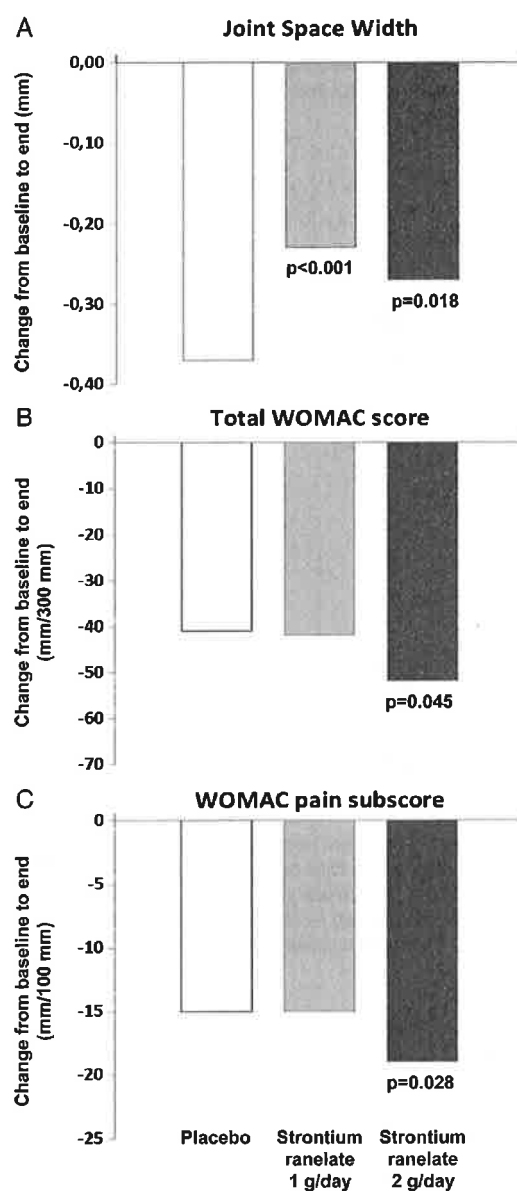 A
Joint Space Width
Change from baseline to end (mm)
0,00
-0,10
-0,20
-0,30
-0,40
p<0.001
p=0.018
B
Total WOMAC score
Change from baseline to end
(mm/300 mm)
0
-10
-20
-30
-40
-50
-60
-70
p=0.045
C
WOMAC pain subscore
Change from baseline to end
(mm/100 mm)
0
-5
-10
-15
-20
-25
p=0.028
Placebo
Strontium
ranelate
1 g/day
Strontium
ranelate
2 g/day